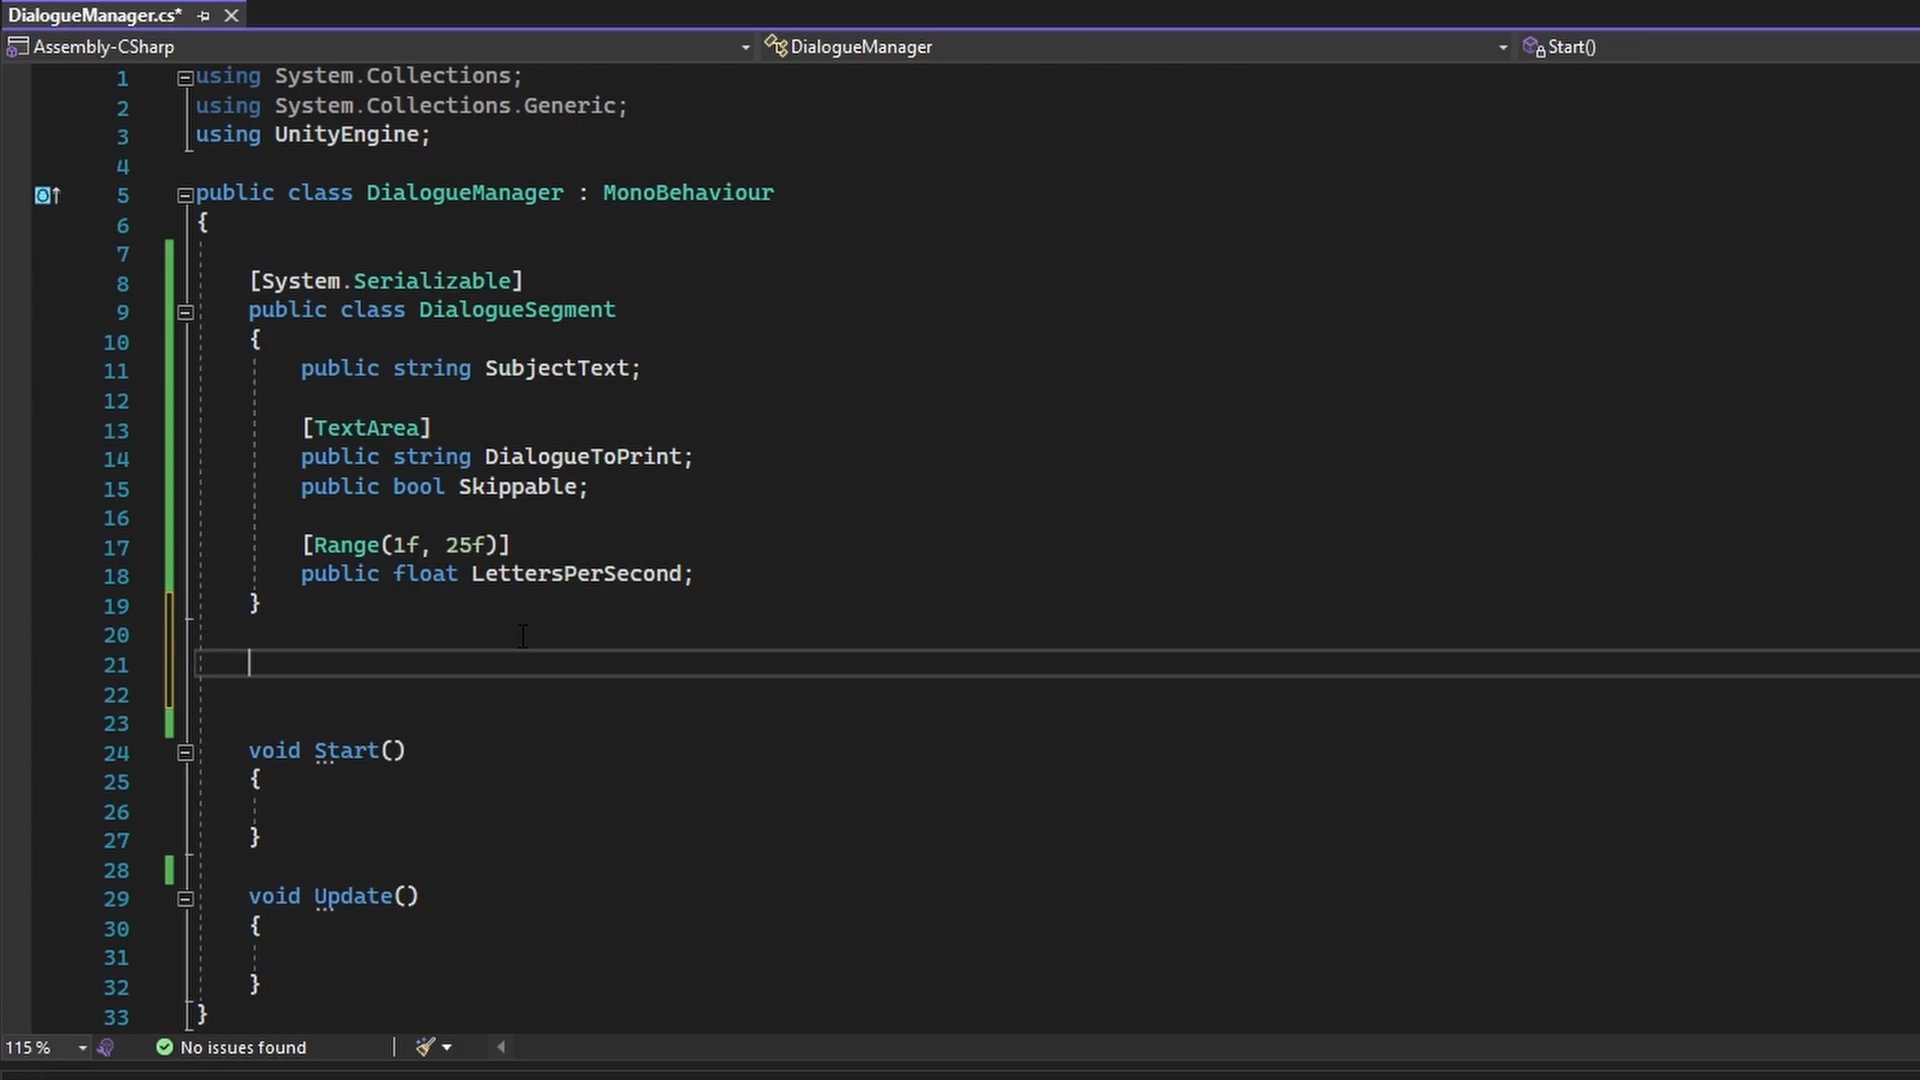 DialogueManager.cs*
Assembly-CSharp DialogueManager Start()
1 using System.Collections;
2 using System.Collections.Generic;
3 using UnityEngine;
4
5 public class DialogueManager : MonoBehaviour
6 {
7
8 [System.Serializable]
9 public class DialogueSegment
10 {
11 public string SubjectText;
12
13 [TextArea]
14 public string DialogueToPrint;
15 public bool Skippable;
16
17 [Range(1f, 25f)]
18 public float LettersPerSecond;
19 }
20
21
22
23
24 void Start()
25 {
26
27 }
28
29 void Update()
30 {
31
32 }
33 }
115 % No issues found